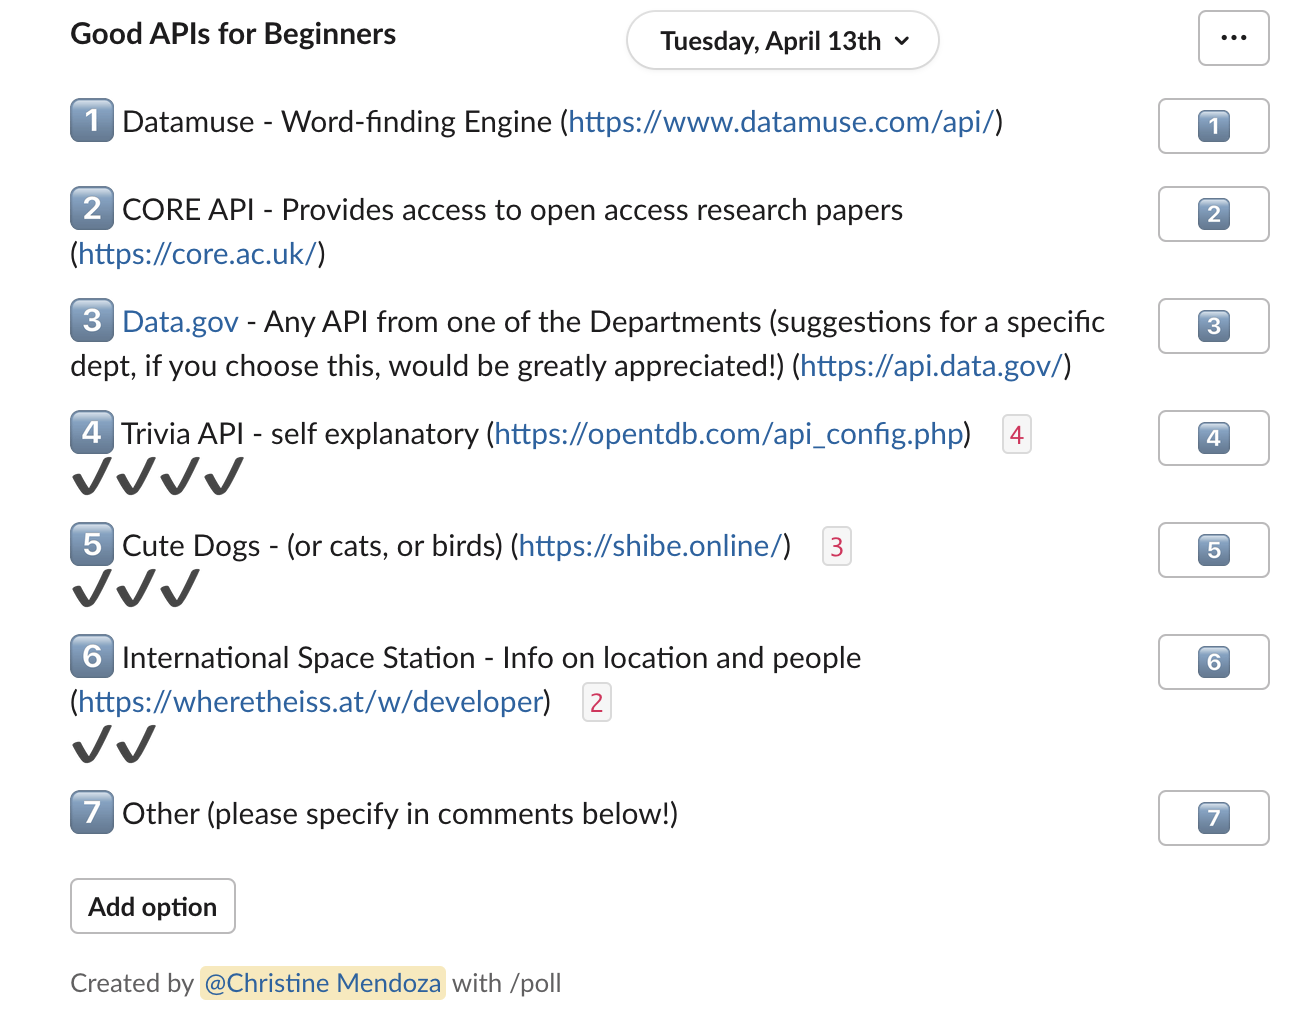 Good APIs for Beginners
Tuesday, April 13th
1 Datamuse - Word-finding Engine (https://www.datamuse.com/api/)
1
2 CORE API - Provides access to open access research papers
(https://core.ac.uk/)
2
3 Data.gov - Any API from one of the Departments (suggestions for a specific
dept, if you choose this, would be greatly appreciated!) (https://api.data.gov/)
3
4 Trivia API - self explanatory (https://opentdb.com/api_config.php) 4
4
5 Cute Dogs - (or cats, or birds) (https://shibe.online/) 3
5
6 International Space Station - Info on location and people
(https://wheretheiss.at/w/developer) 2
6
7 Other (please specify in comments below!)
7
Add option
Created by @Christine Mendoza with /poll